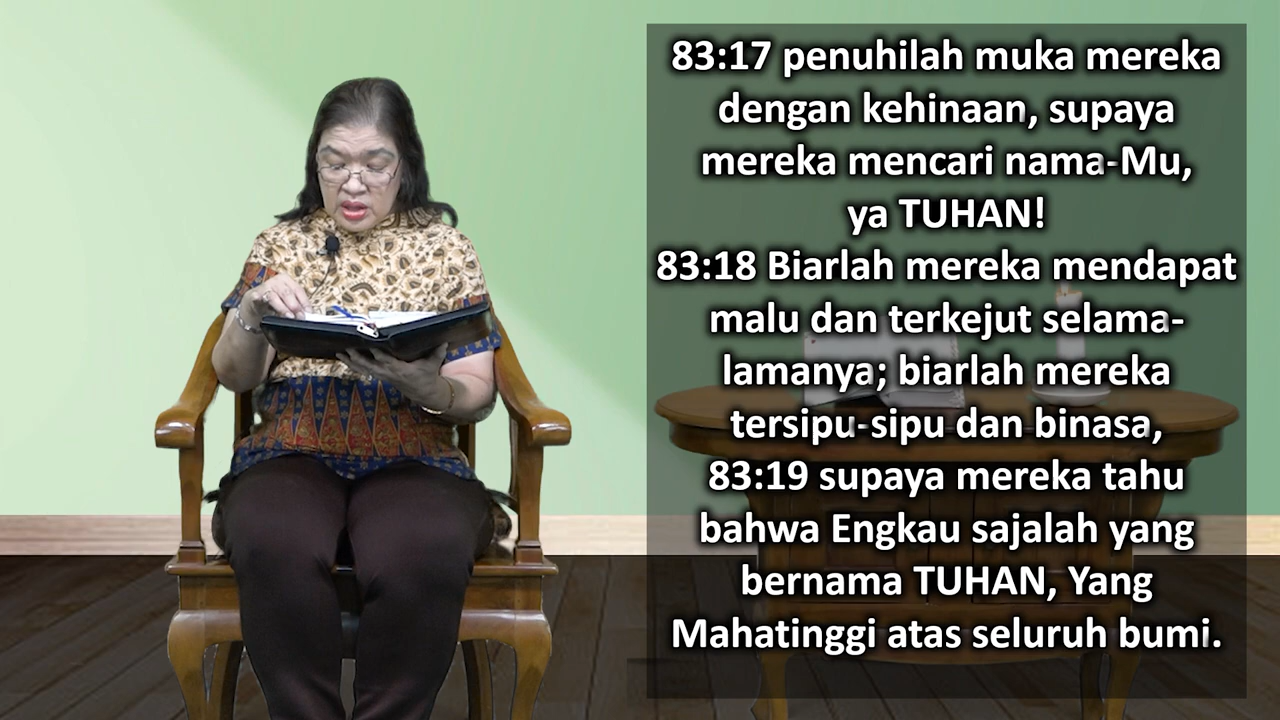 83:17 penuhilah muka mereka
dengan kehinaan, supaya
mereka mencari nama-Mu,
ya TUHAN!
83:18 Biarlah mereka mendapat
malu dan terkejut selama-
lamanya; biarlah mereka
tersipu-sipu dan binasa,
83:19 supaya mereka tahu
bahwa Engkau sajalah yang
bernama TUHAN, Yang
Mahatinggi atas seluruh bumi.